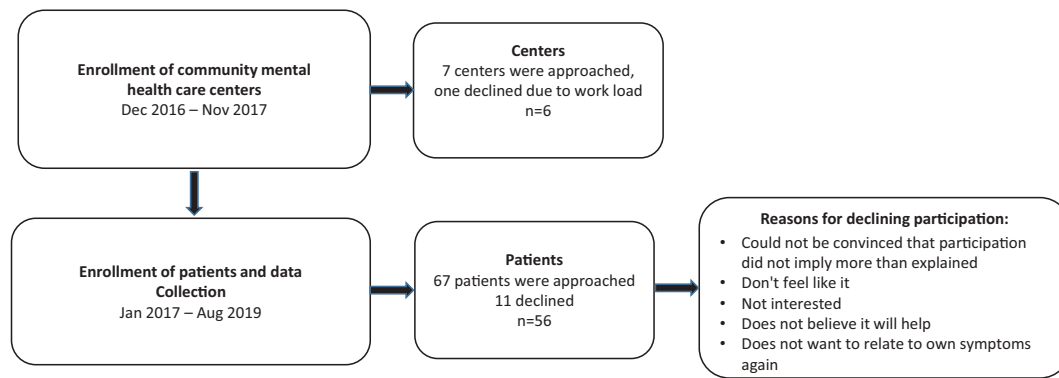 Enrollment of community mental
health care centers
Dec 2016 – Nov 2017
Centers
7 centers were approached,
one declined due to work load
n=6
Enrollment of patients and data
Collection
Jan 2017 – Aug 2019
Patients
67 patients were approached
11 declined
n=56
Reasons for declining participation:
• Could not be convinced that participation
did not imply more than explained
• Don't feel like it
• Not interested
• Does not believe it will help
• Does not want to relate to own symptoms
again